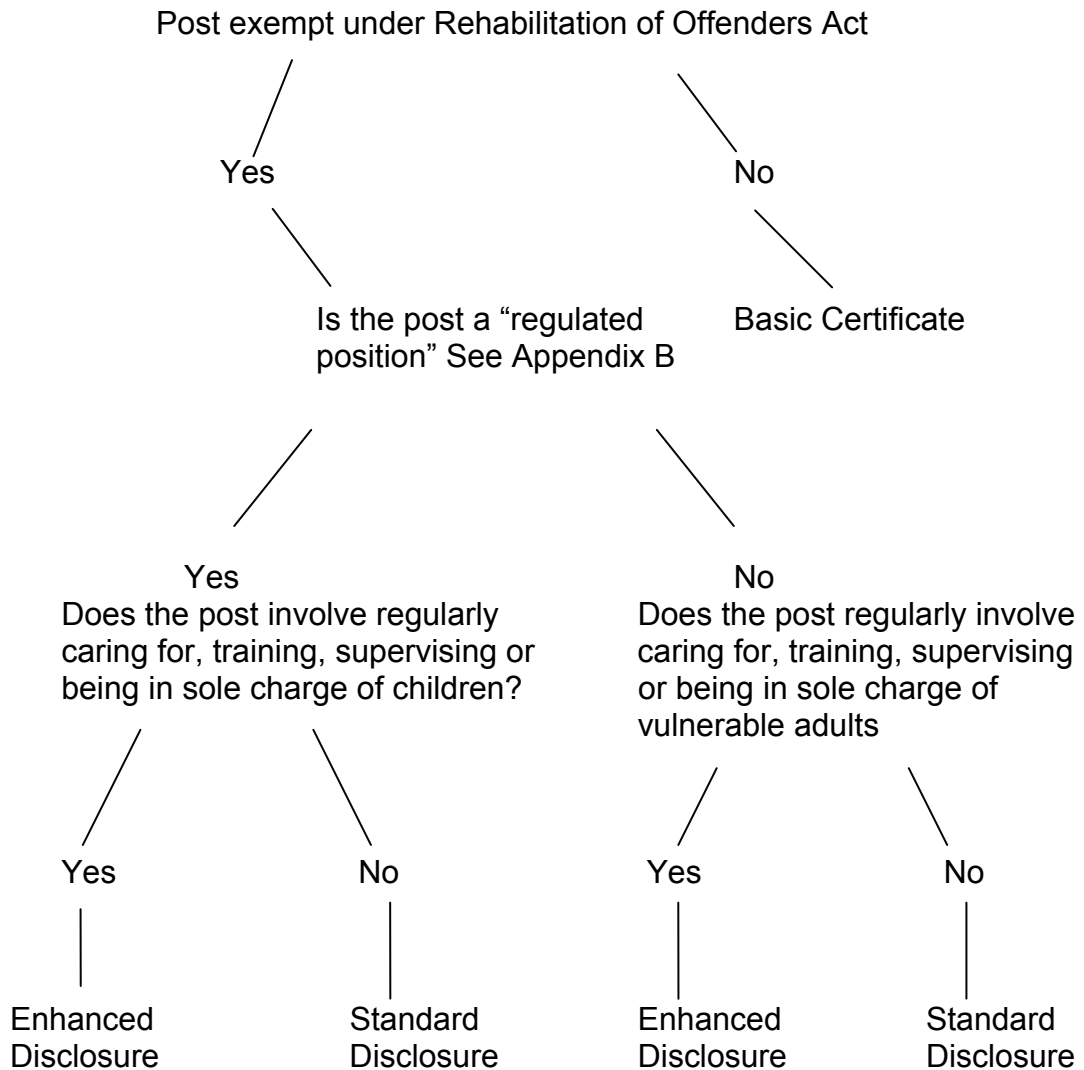 Post exempt under Rehabilitation of Offenders Act
Yes
No
Is the post a “regulated
position” See Appendix B
Basic Certificate
Yes
Does the post involve regularly
caring for, training, supervising or
being in sole charge of children?
No
Does the post regularly involve
caring for, training, supervising
or being in sole charge of
vulnerable adults
Yes
No
Yes
No
Enhanced
Disclosure
Standard
Disclosure
Enhanced
Disclosure
Standard
Disclosure